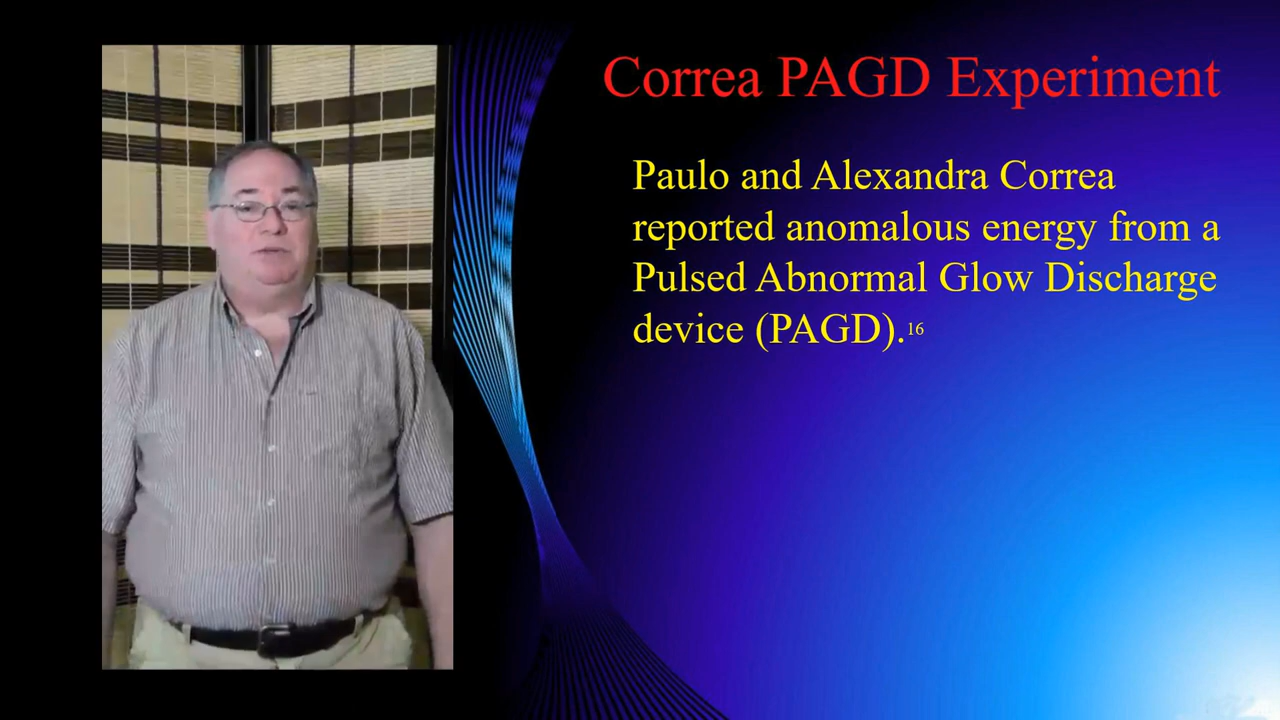 Correa PAGD Experiment
Paulo and Alexandra Correa
reported anomalous energy from a
Pulsed Abnormal Glow Discharge
device (PAGD).16